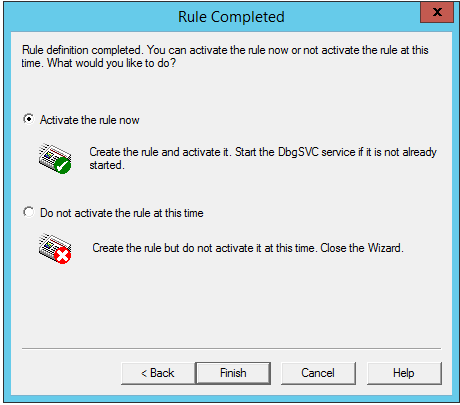 Rule Completed
x
Rule definition completed. You can activate the rule now or not activate the rule at this
time. What would you like to do?
Activate the rule now
Create the rule and activate it. Start the DbgSVC service if it is not already
started.
Do not activate the rule at this time
Create the rule but do not activate it at this time. Close the Wizard.
< Back
Finish
Cancel
Help